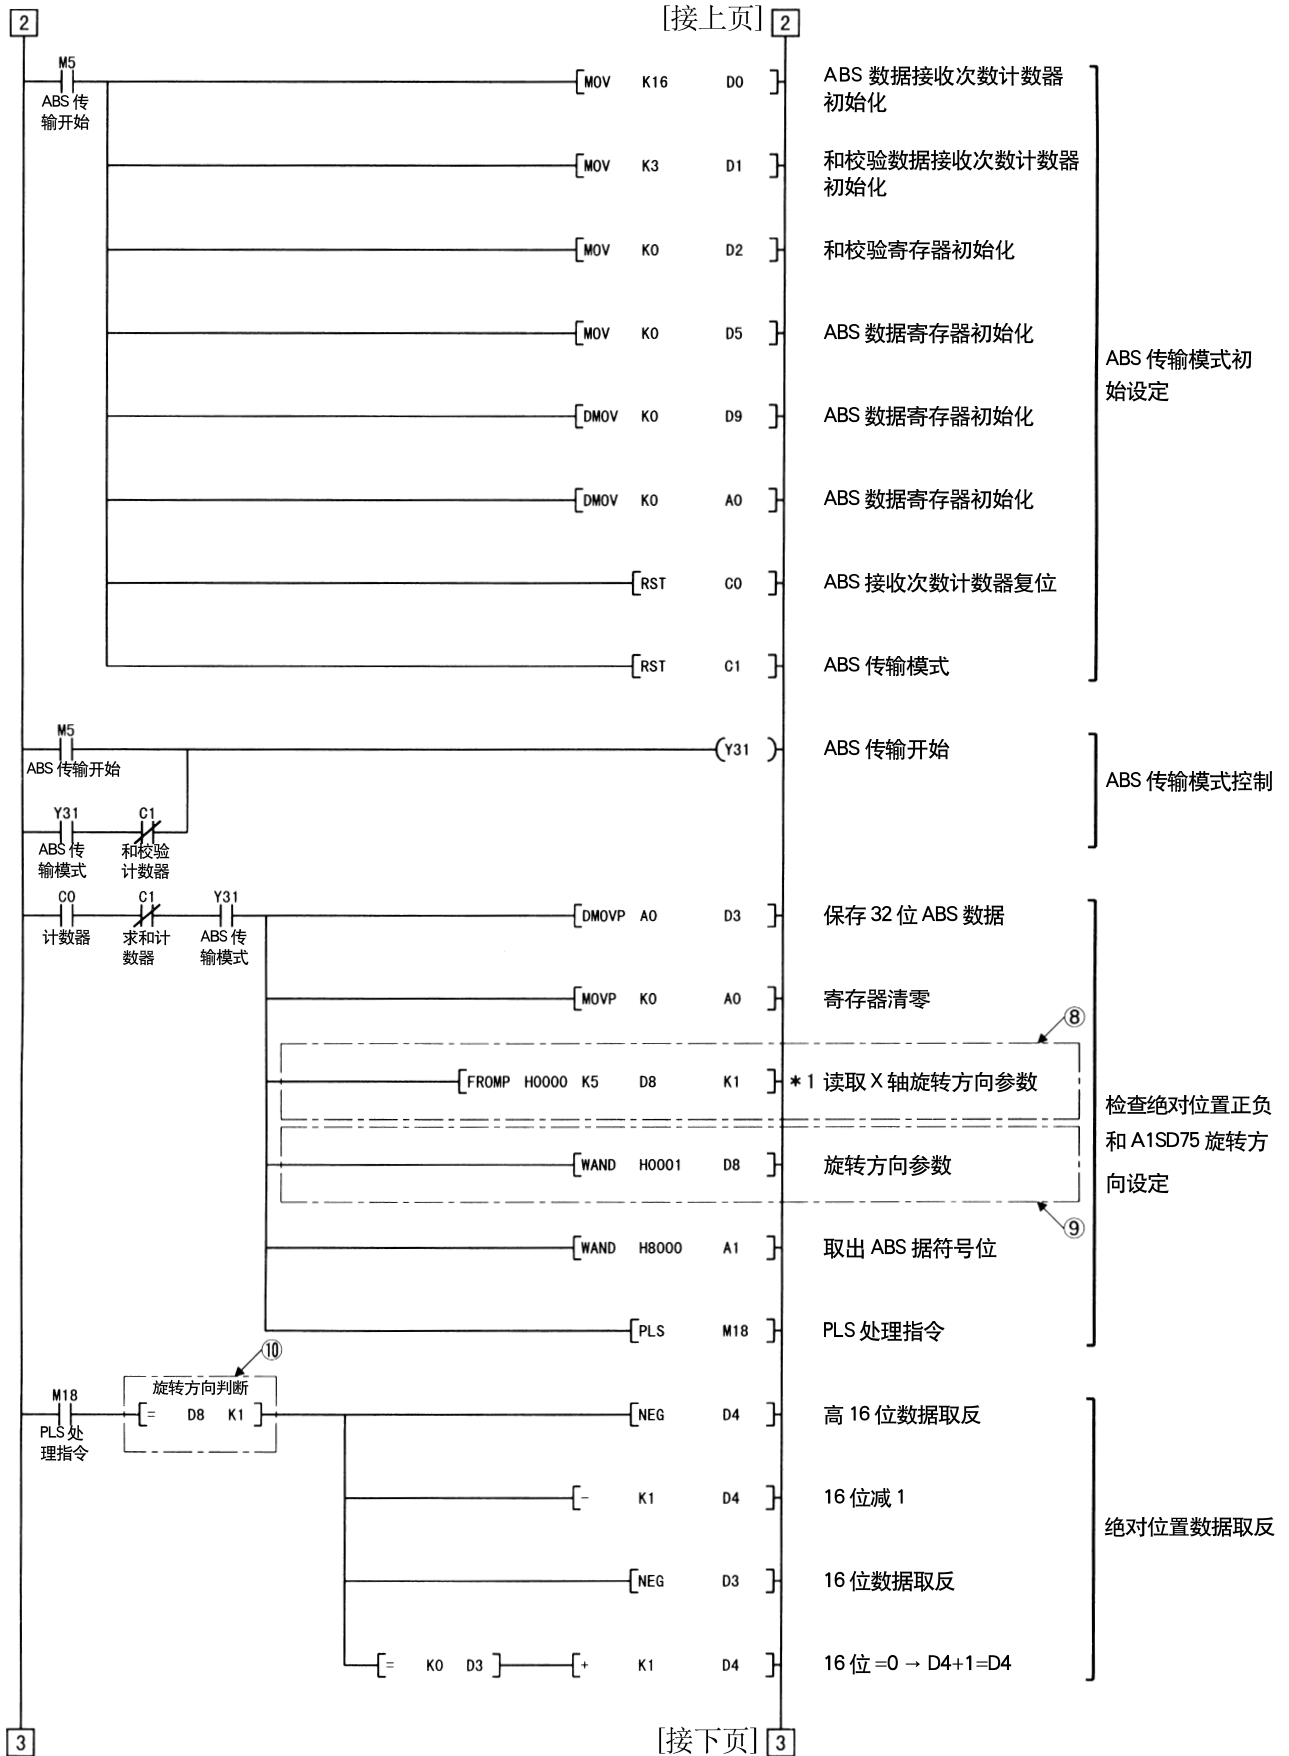 2 [接上页] 2
M5
ABS 传
输开始
MOV K16 D0
ABS 数据接收次数计数器
初始化
MOV K3 D1
和校验数据接收次数计数器
初始化
MOV K0 D2
和校验寄存器初始化
MOV K0 D5
ABS 数据寄存器初始化
DMOV K0 D9
ABS 数据寄存器初始化
DMOV K0 A0
ABS 数据寄存器初始化
RST C0
ABS 接收次数计数器复位
RST C1
ABS 传输模式
ABS 传输模式初
始设定
M5
ABS 传输开始
Y31
ABS 传输开始
Y31
ABS 传
输模式
C1
和校验
计数器
ABS 传输模式控制
C0
计数器
C1
求和计
数器
Y31
ABS 传
输模式
DMOVP A0 D3
保存 32 位 ABS 数据
MOVP K0 A0
寄存器清零
⑧
FROMP H0000 K5 D8 K1
*1 读取 X 轴旋转方向参数
WAND H0001 D8
旋转方向参数
⑨
WAND H8000 A1
取出 ABS 据符号位
PLS M18
PLS 处理指令
检查绝对位置正负
和 A1SD75 旋转方
向设定
⑩
M18
PLS 处
理指令
旋转方向判断
= D8 K1
NEG D4
高 16 位数据取反
- K1 D4
16 位减 1
NEG D3
16 位数据取反
= K0 D3
+ K1 D4
16 位 =0 → D4+1=D4
绝对位置数据取反
3 [接下页] 3